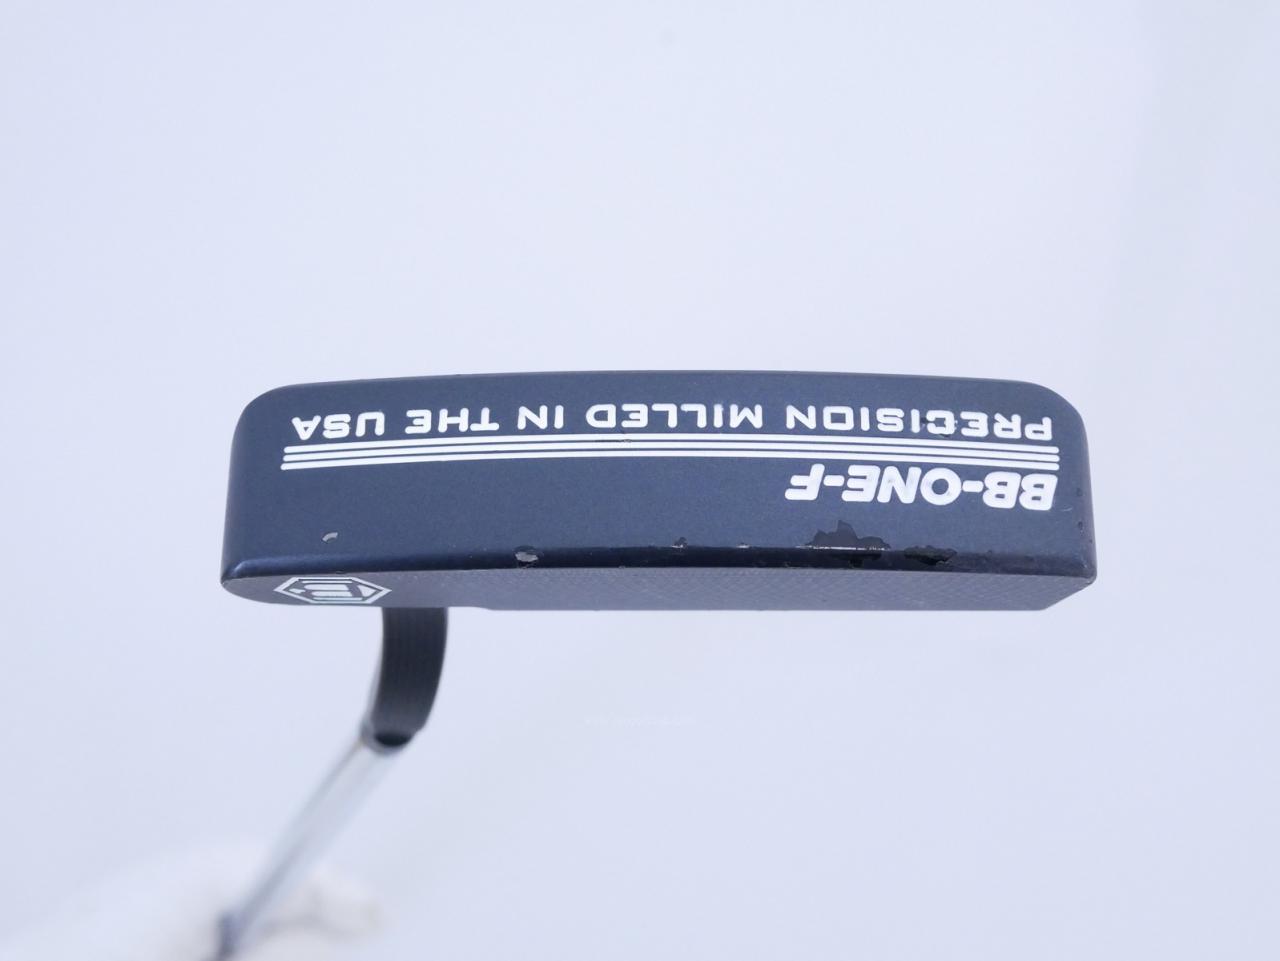 BB-ONE-F
PRECISION MILLED IN THE USA